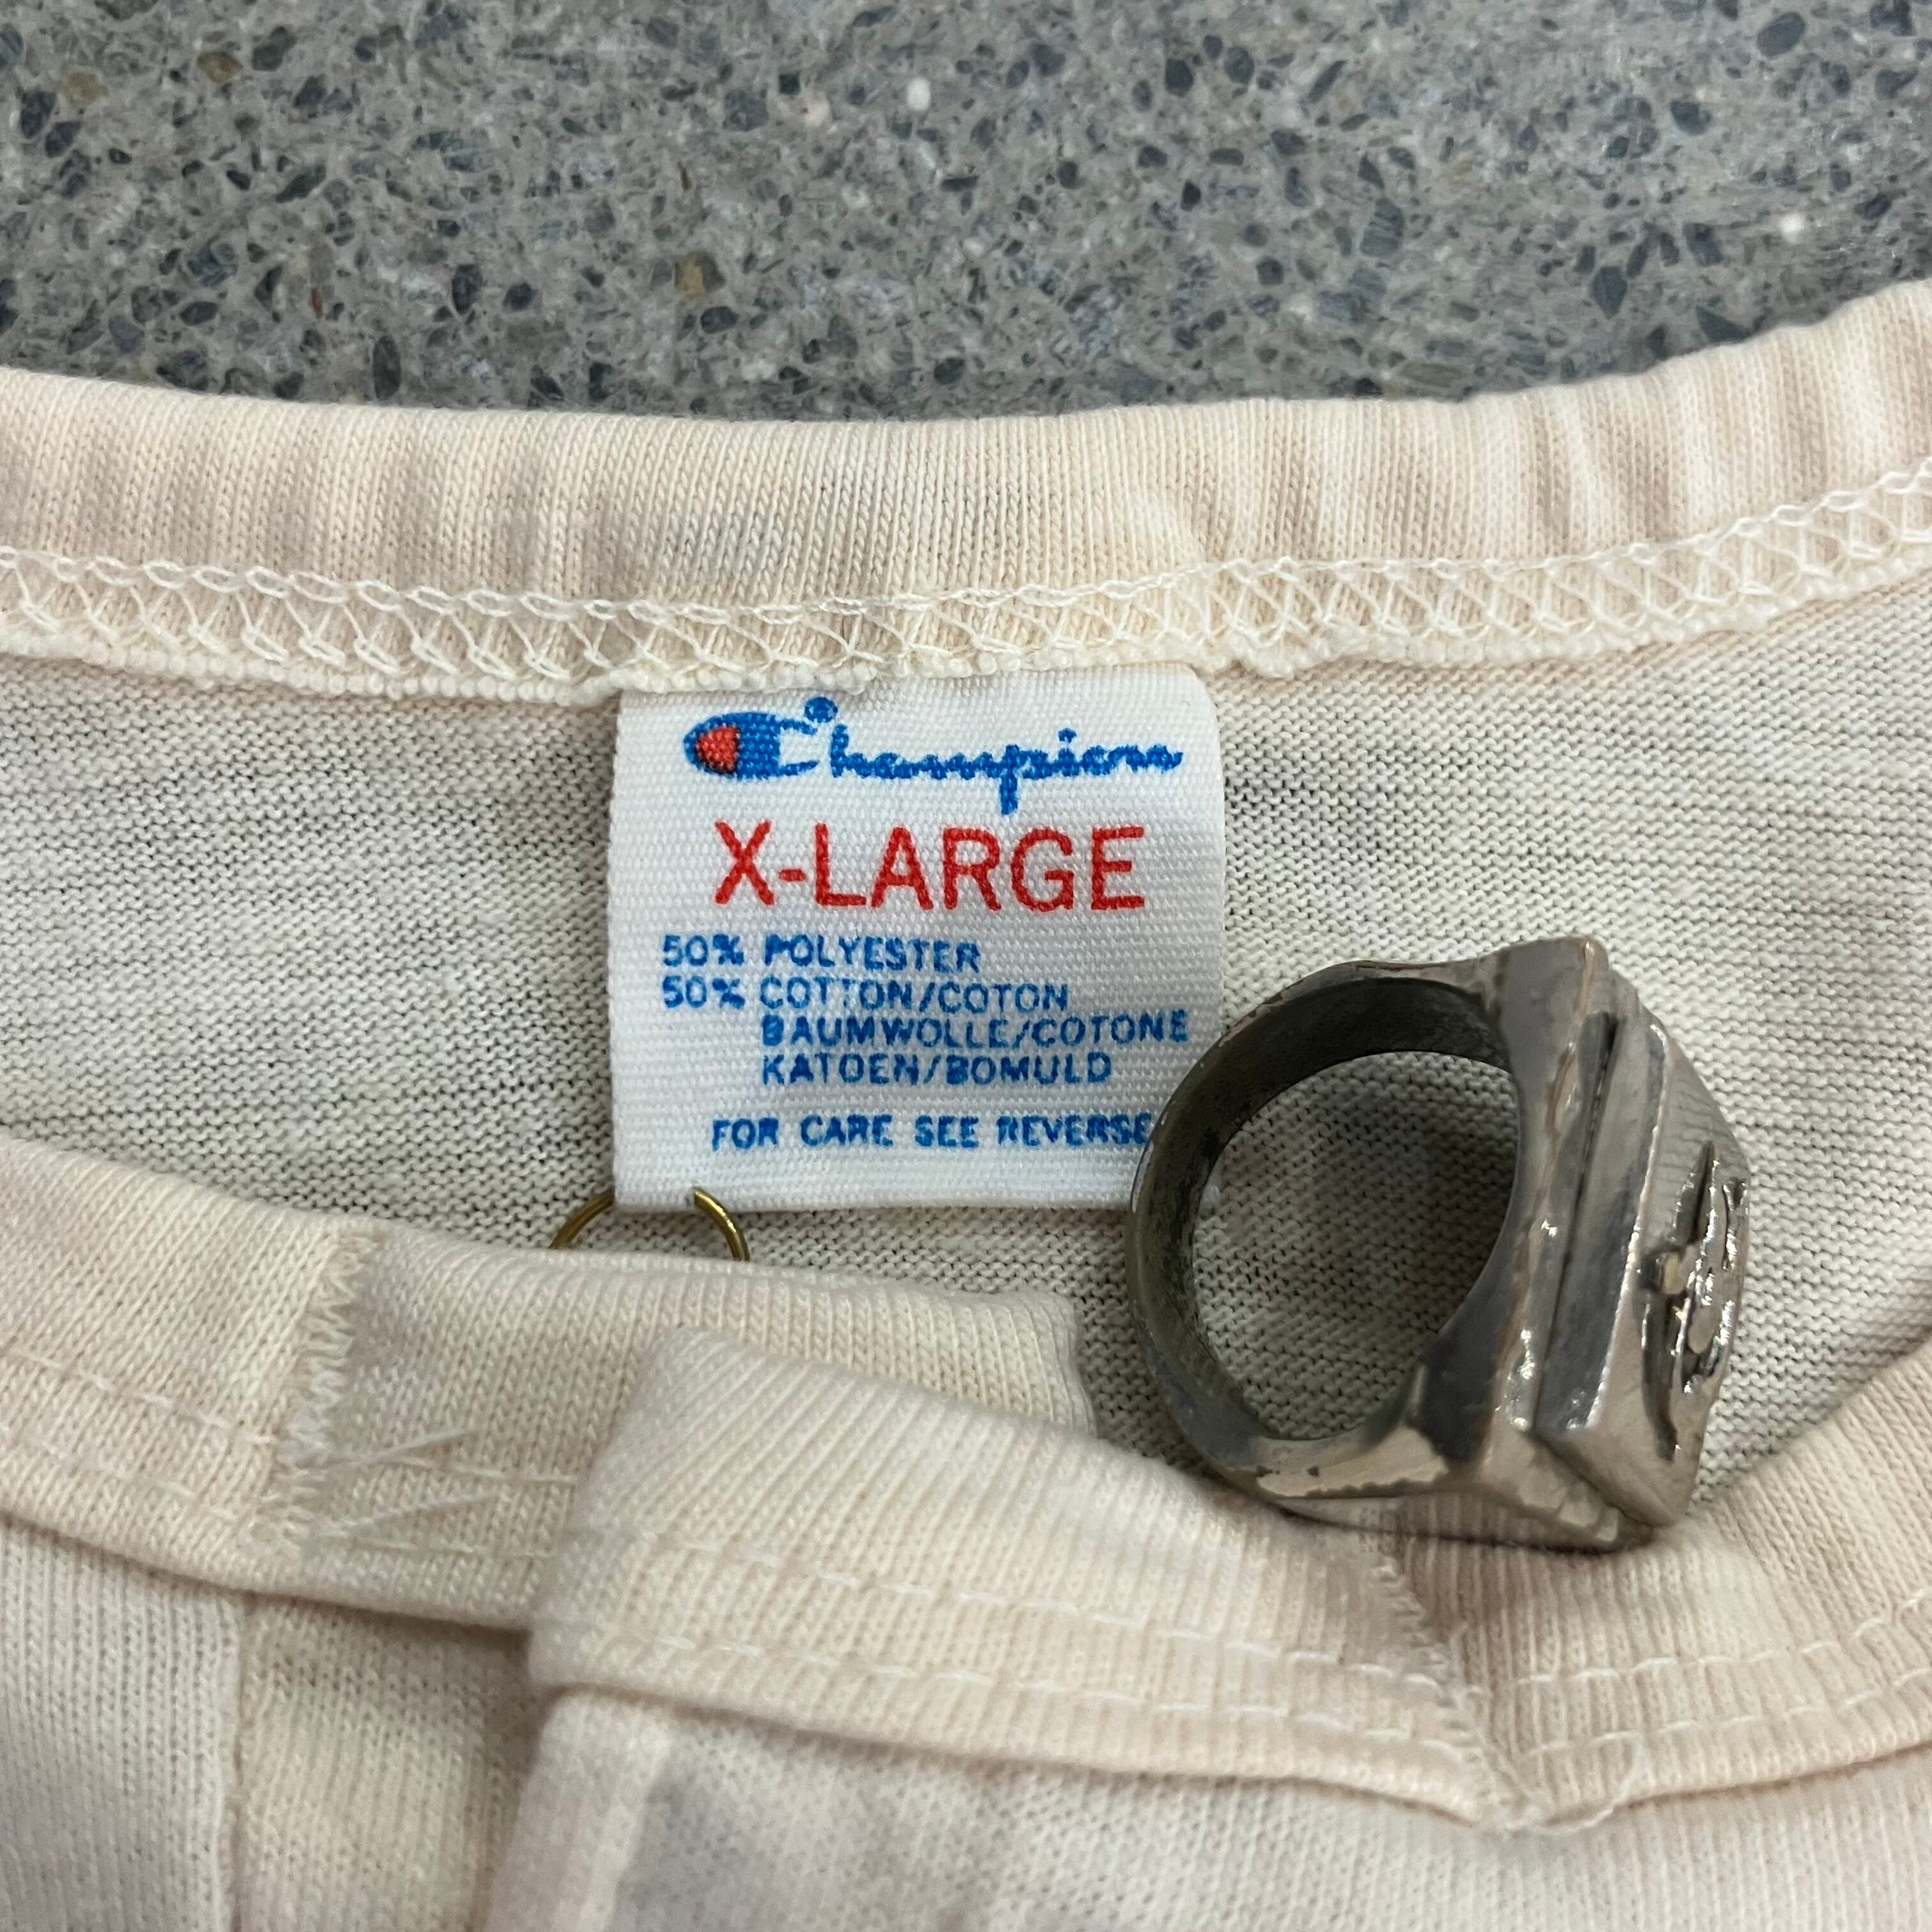 Champion
X-LARGE
50% POLYESTER
50% COTTON/COTON
BAUMWOLLE/COTONE
KATOEN/BOMULD
FOR CARE SEE REVERSE